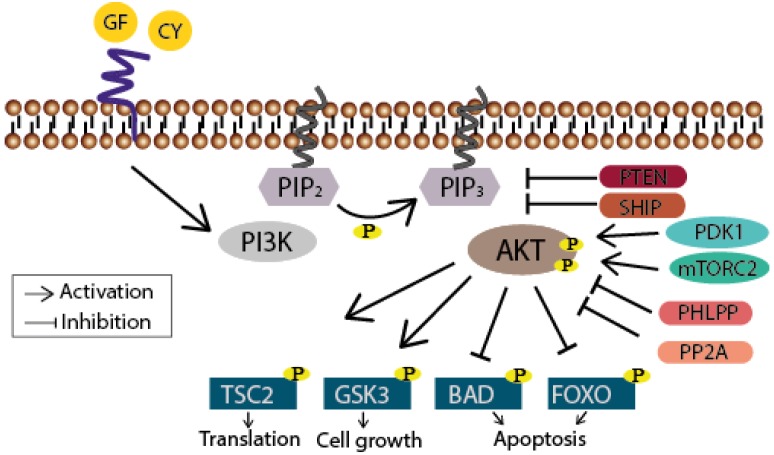 GF
CY
PIP2
PIP3
P
PI3K
PTEN
SHIP
AKT
P
P
PDK1
mTORC2
Activation
Inhibition
PHLPP
PP2A
TSC2
P
GSK3
P
BAD
P
FOXO
P
Translation
Cell growth
Apoptosis